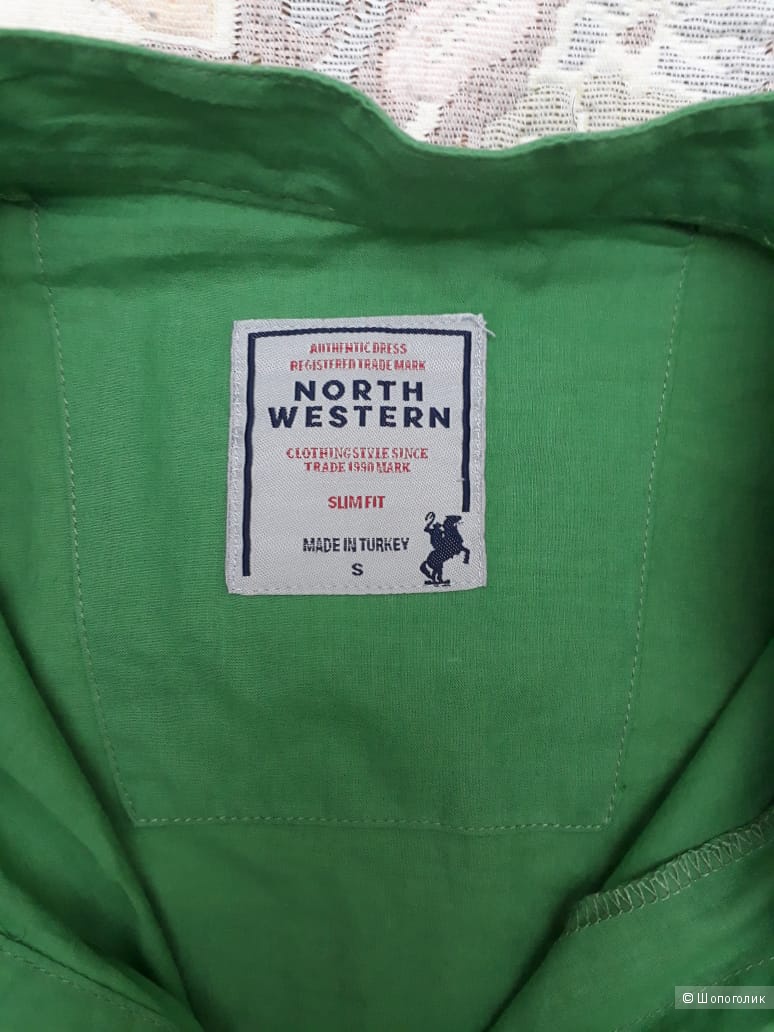 AUTHENTIC DRESS
REGISTERED TRADE MARK
NORTH
WESTERN
CLOTHING STYLE SINCE
TRADE 1990 MARK
SLIM FIT
MADE IN TURKEY
S
© Шопоголик